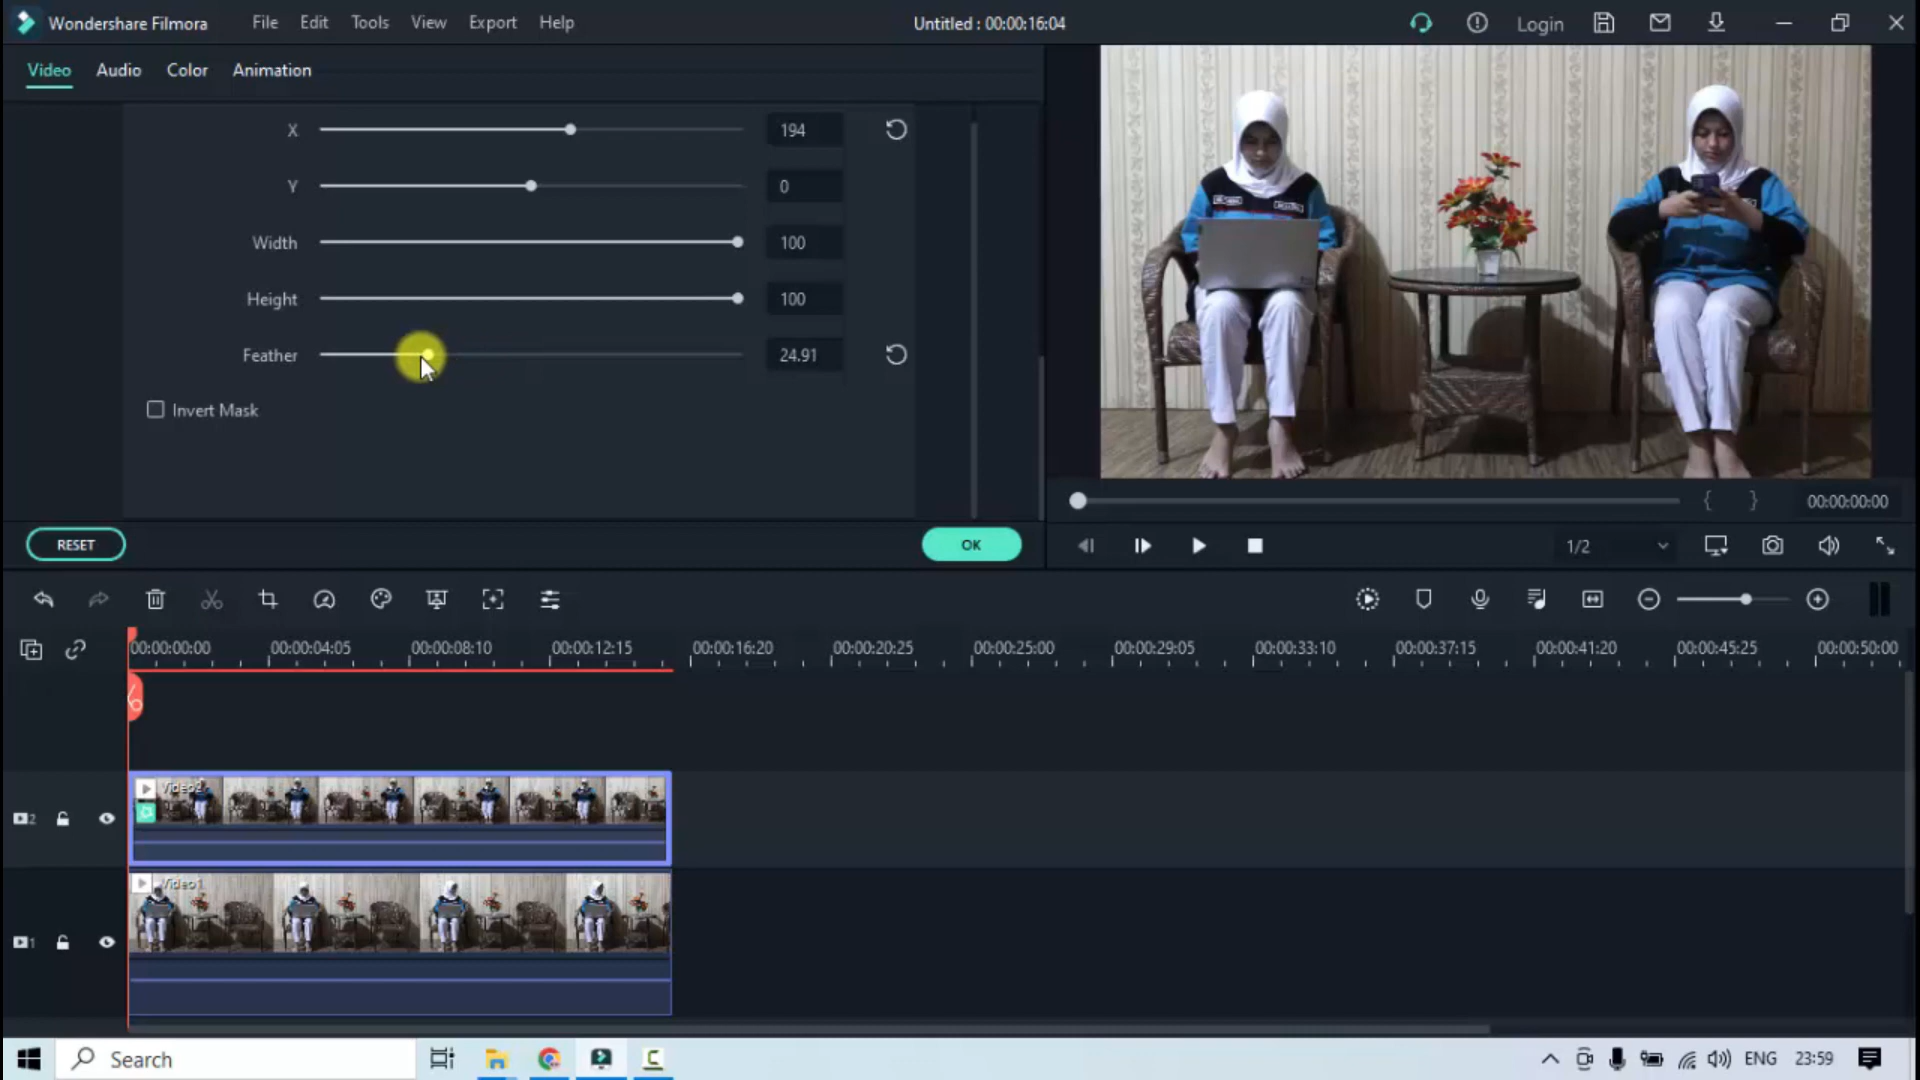 Wondershare Filmora File Edit Tools View Export Help Untitled : 00:00:16:04 Login
Video Audio Color Animation
X 194
Y 0
Width 100
Height 100
Feather 24.91
Invert Mask
00:00:00:00
RESET OK 1/2
00:00:00:00 00:00:04:05 00:00:08:10 00:00:12:15 00:00:16:20 00:00:20:25 00:00:25:00 00:00:29:05 00:00:33:10 00:00:37:15 00:00:41:20 00:00:45:25 00:00:50:00
Video2
2
Video1
1
Search ENG 23:59